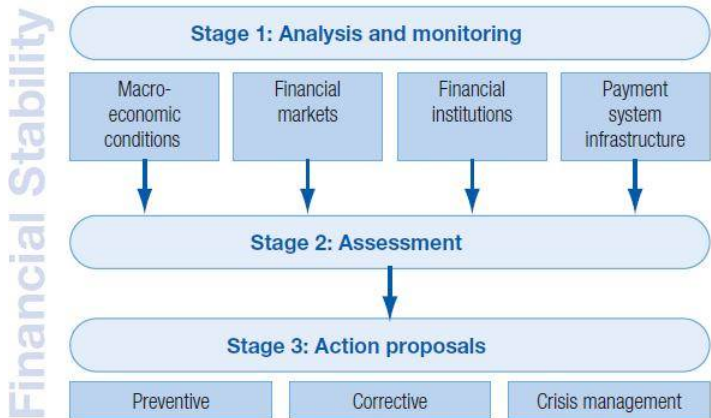 Financial Stability
Stage 1: Analysis and monitoring
Macro-
economic
conditions
Financial
markets
Financial
institutions
Payment
system
infrastructure
Stage 2: Assessment
Stage 3: Action proposals
Preventive
Corrective
Crisis management